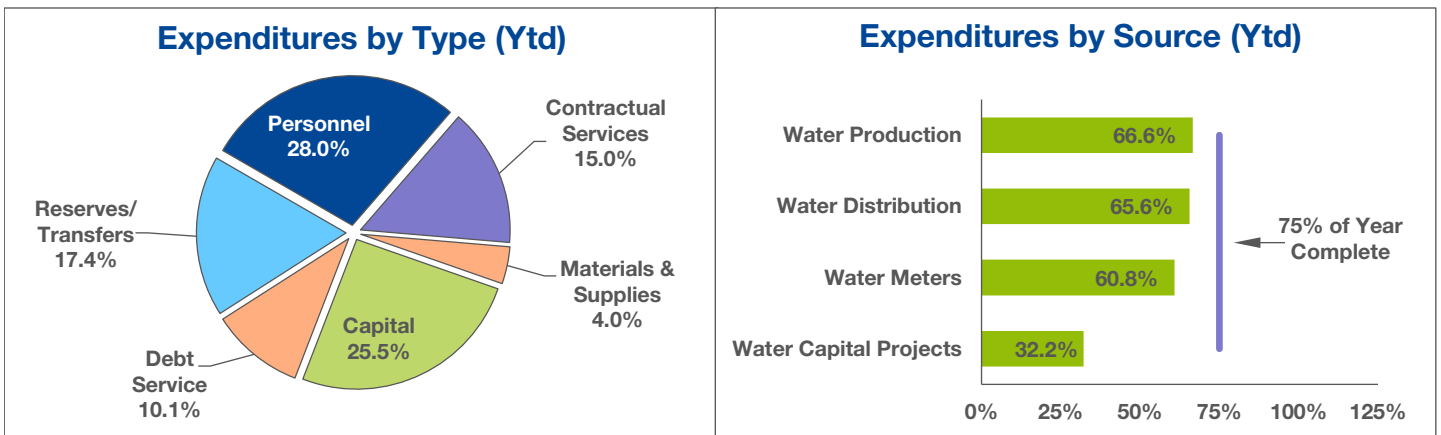 Expenditures by Type (Ytd)
Personnel
28.0%
Contractual
Services
15.0%
Materials &
Supplies
4.0%
Capital
25.5%
Debt
Service
10.1%
Reserves/
Transfers
17.4%
Expenditures by Source (Ytd)
Water Production
66.6%
Water Distribution
65.6%
Water Meters
60.8%
Water Capital Projects
32.2%
75% of Year
Complete
0% 25% 50% 75% 100% 125%